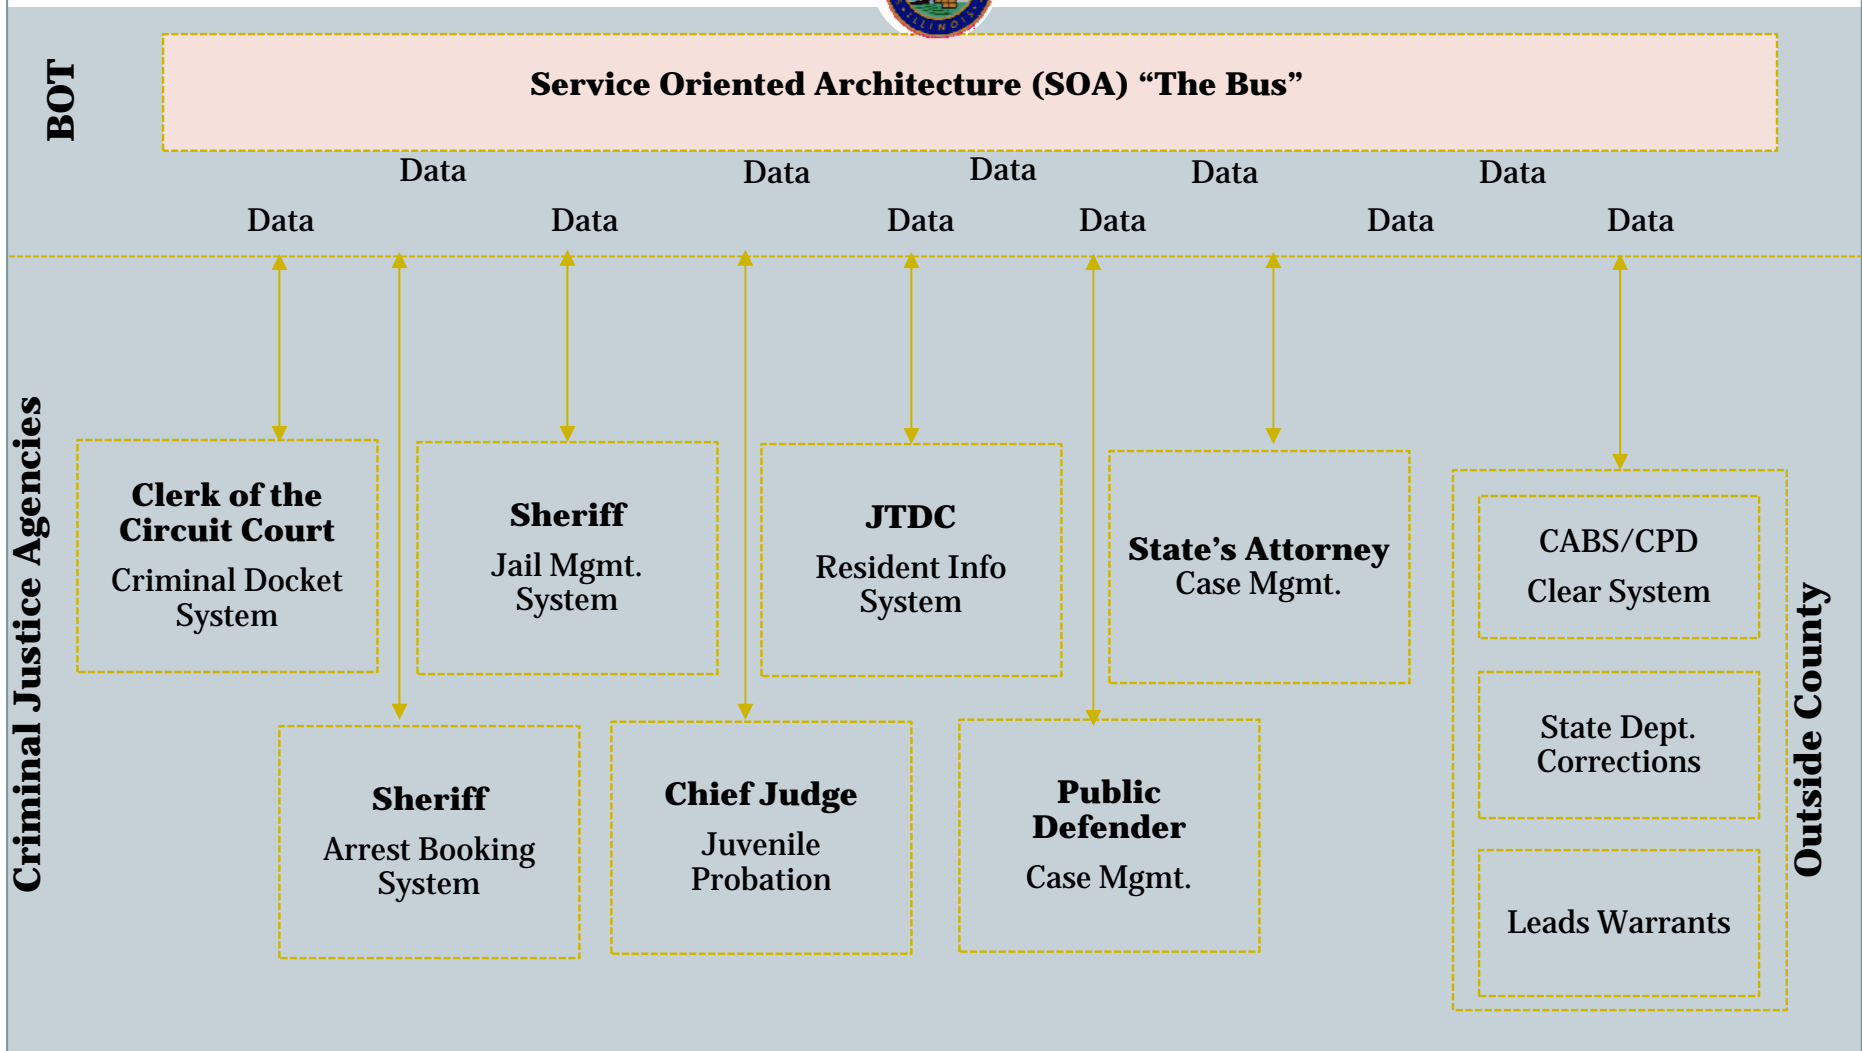 ILLINOIS
BOT
Service Oriented Architecture (SOA) “The Bus”
Data
Data
Data
Data
Data
Data
Data
Data
Data
Data
Data
Criminal Justice Agencies
Clerk of the
Circuit Court
Criminal Docket
System
Sheriff
Jail Mgmt.
System
JTDC
Resident Info
System
State’s Attorney
Case Mgmt.
Sheriff
Arrest Booking
System
Chief Judge
Juvenile
Probation
Public
Defender
Case Mgmt.
CABS/CPD
Clear System
State Dept.
Corrections
Leads Warrants
Outside County